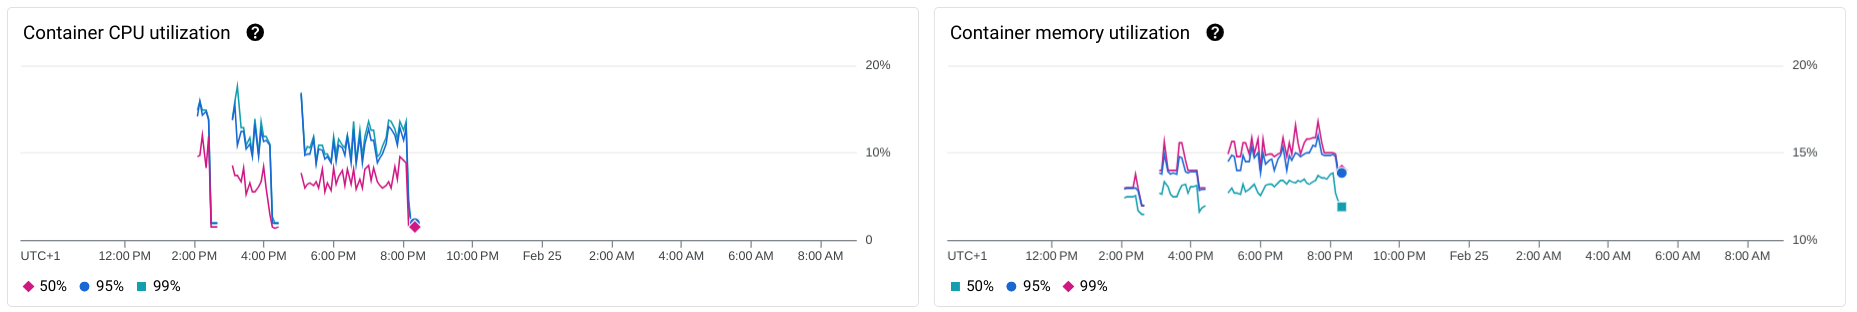 Container CPU utilization ?
20%
10%
0
UTC+1 12:00 PM 2:00 PM 4:00 PM 6:00 PM 8:00 PM 10:00 PM Feb 25 2:00 AM 4:00 AM 6:00 AM 8:00 AM
50% 95% 99%
Container memory utilization ?
20%
15%
10%
UTC+1 12:00 PM 2:00 PM 4:00 PM 6:00 PM 8:00 PM 10:00 PM Feb 25 2:00 AM 4:00 AM 6:00 AM 8:00 AM
50% 95% 99%